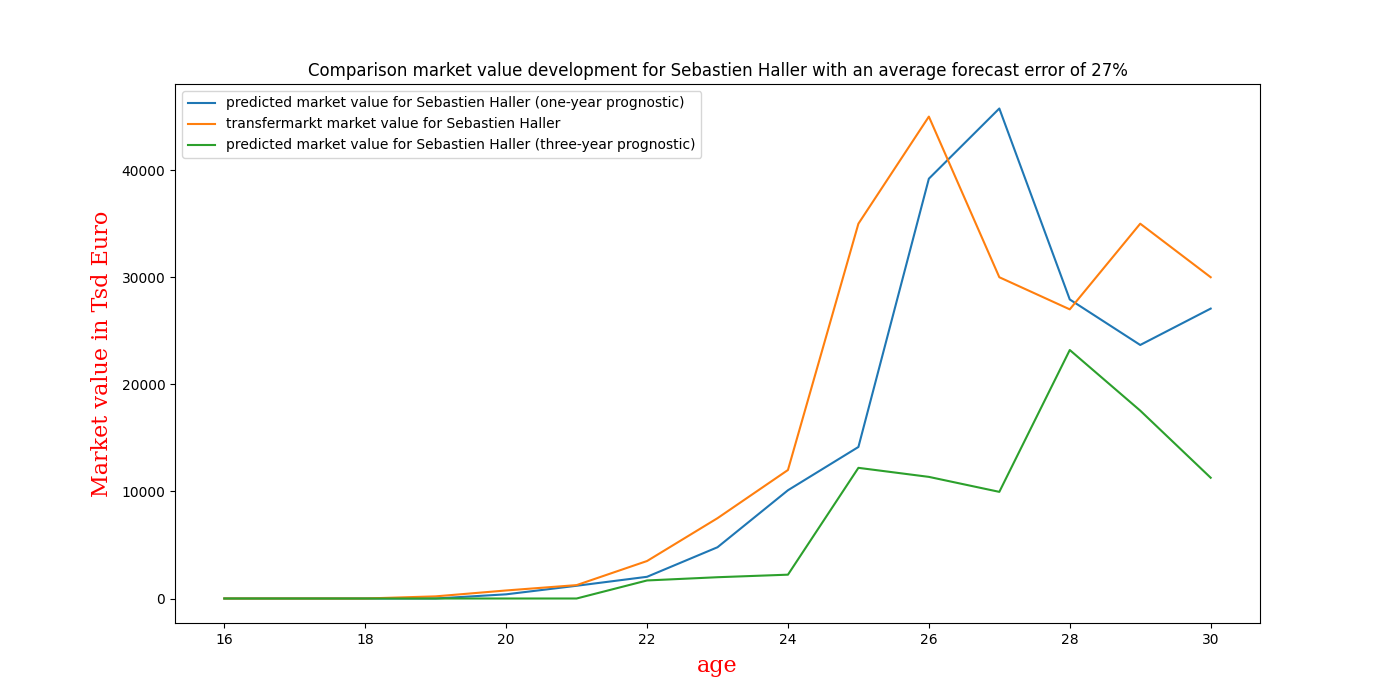 Comparison market value development for Sebastien Haller with an average forecast error of 27%
predicted market value for Sebastien Haller (one-year prognostic)
transfermarkt market value for Sebastien Haller
predicted market value for Sebastien Haller (three-year prognostic)
Market value in Tsd Euro
40000
30000
20000
10000
0
16 18 20 22 24 26 28 30
age